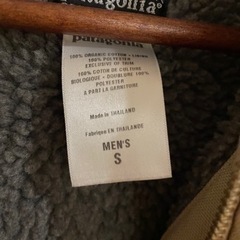 patagonia
patagonia
100% ORGANIC COTTON
100% POLYESTER
EXCLUSIVE OF TRIM
100% COTON DE CULTURE
BIOLOGIQUE - DOUBLURE 100%
POLYESTER
À PART LA GARNITURE
Made in THAILAND
Fabriqué en THAÏLANDE
MEN'S
S